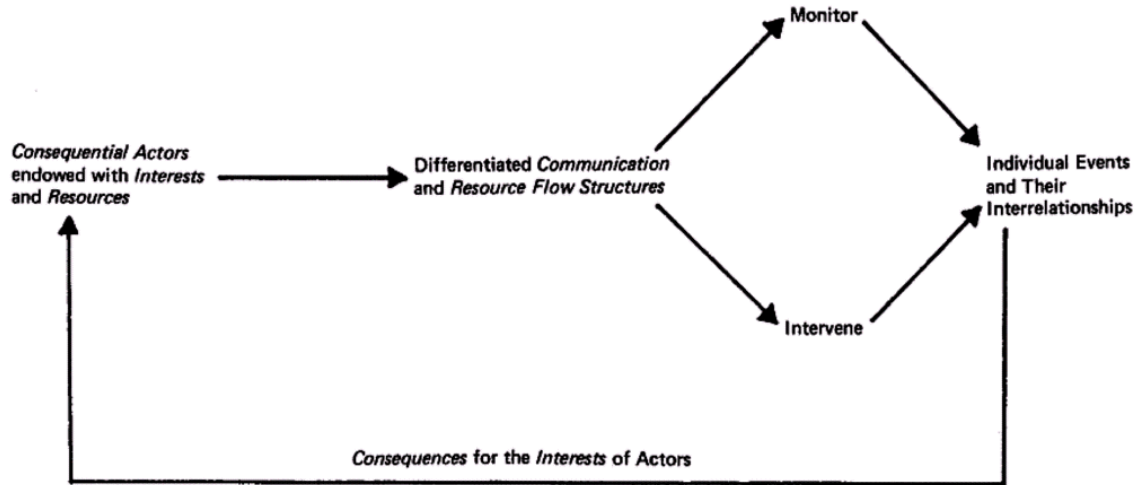 Monitor
Consequential Actors
endowed with Interests
and Resources
Differentiated Communication
and Resource Flow Structures
Individual Events
and Their
Interrelationships
Intervene
Consequences for the Interests of Actors